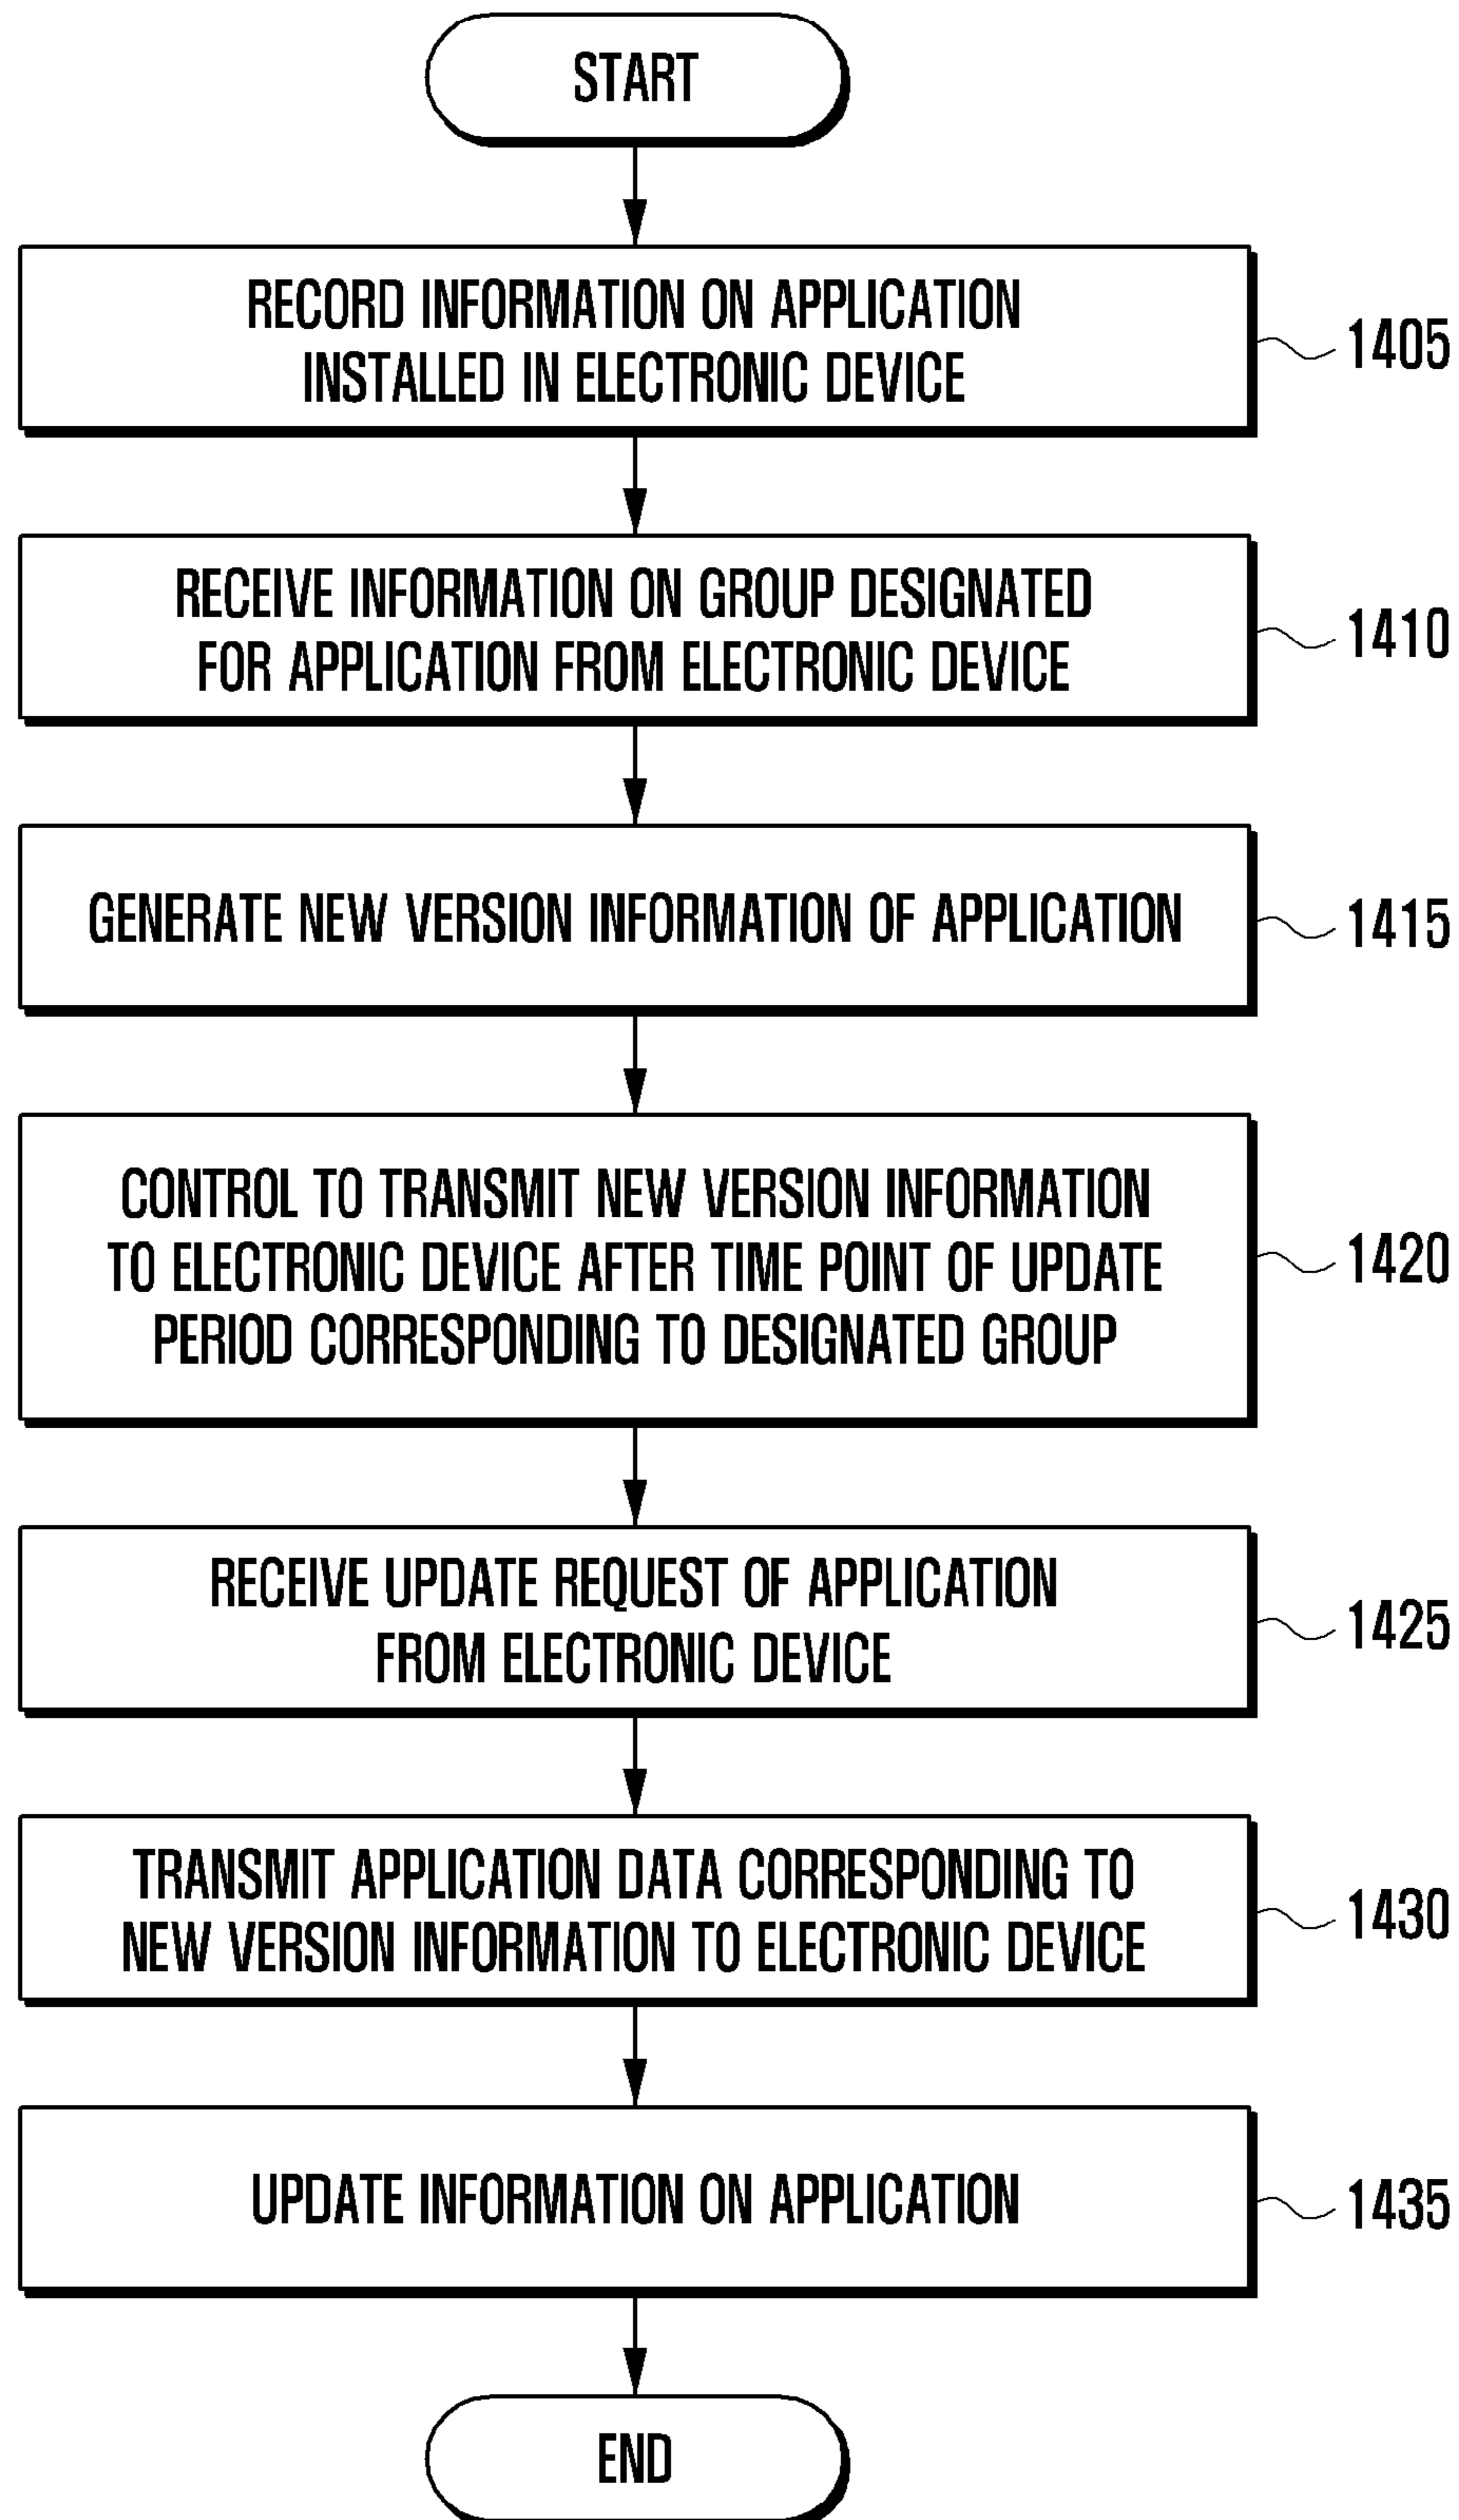 START
RECORD INFORMATION ON APPLICATION
INSTALLED IN ELECTRONIC DEVICE
1405
RECEIVE INFORMATION ON GROUP DESIGNATED
FOR APPLICATION FROM ELECTRONIC DEVICE
1410
GENERATE NEW VERSION INFORMATION OF APPLICATION
1415
CONTROL TO TRANSMIT NEW VERSION INFORMATION
TO ELECTRONIC DEVICE AFTER TIME POINT OF UPDATE
PERIOD CORRESPONDING TO DESIGNATED GROUP
1420
RECEIVE UPDATE REQUEST OF APPLICATION
FROM ELECTRONIC DEVICE
1425
TRANSMIT APPLICATION DATA CORRESPONDING TO
NEW VERSION INFORMATION TO ELECTRONIC DEVICE
1430
UPDATE INFORMATION ON APPLICATION
1435
END